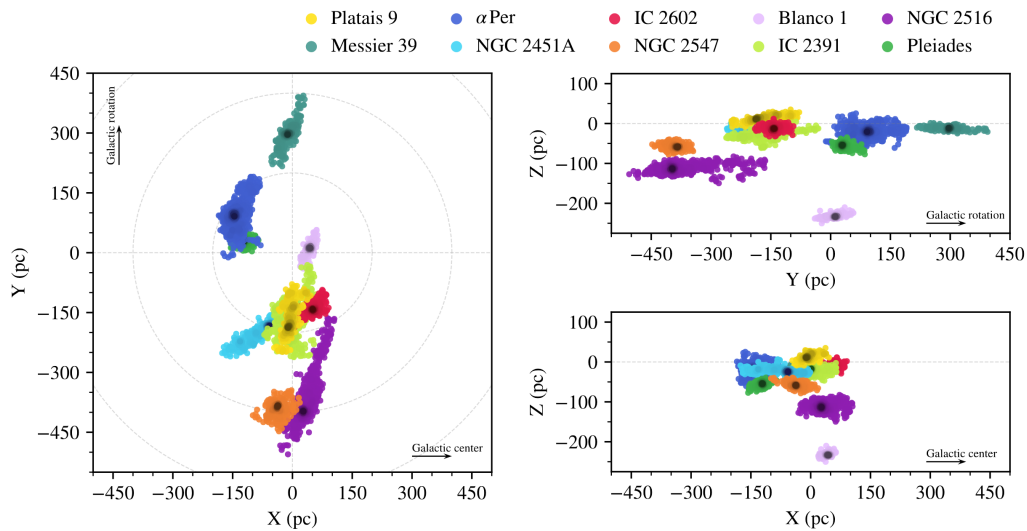 Platais 9 αPer IC 2602 Blanco 1 NGC 2516
Messier 39 NGC 2451A NGC 2547 IC 2391 Pleiades
450
300
150
0
−150
−300
−450
Y (pc)
Galactic rotation
Galactic center
−450 −300 −150 0 150 300 450
X (pc)
100
0
−100
−200
Z (pc)
Galactic rotation
−450 −300 −150 0 150 300 450
Y (pc)
100
0
−100
−200
Z (pc)
Galactic center
−450 −300 −150 0 150 300 450
X (pc)